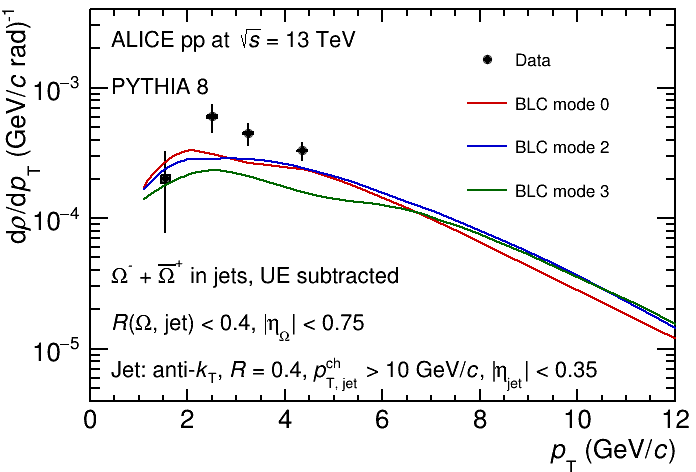 ALICE pp at √s = 13 TeV
PYTHIA 8
Data
BLC mode 0
BLC mode 2
BLC mode 3
Ω⁻ + Ω̅⁺ in jets, UE subtracted
R(Ω, jet) < 0.4, |η_Ω| < 0.75
Jet: anti-k_T, R = 0.4, p^ch_T, jet > 10 GeV/c, |η_jet| < 0.35
dρ/dp_T (GeV/c rad)⁻¹
10⁻³
10⁻⁴
10⁻⁵
0 2 4 6 8 10 12
p_T (GeV/c)